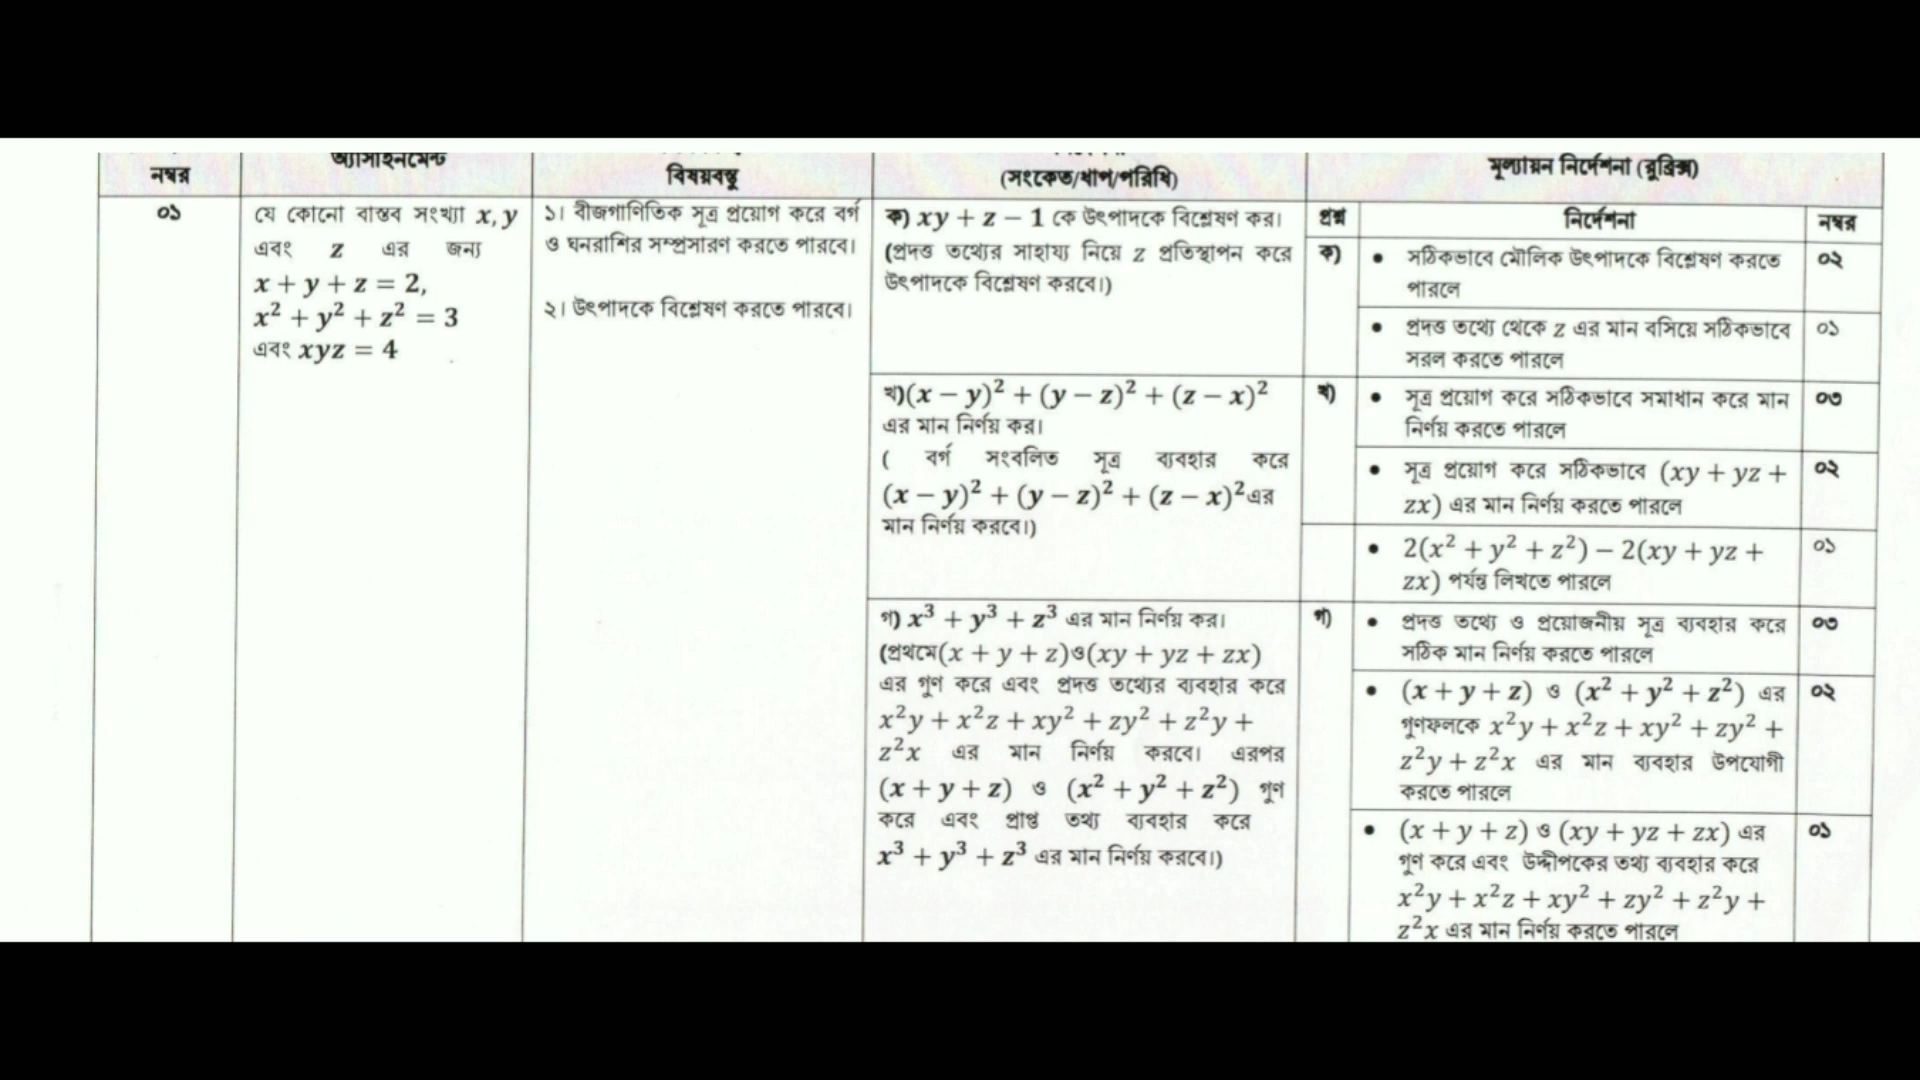 নম্বর
অ্যাসাইনমেন্ট
বিষয়বস্তু
(সংকেত/ধাপ/পরিধি)
মূল্যায়ন নির্দেশনা (রুব্রিক্স)
০১
যে কোনো বাস্তব সংখ্যা x, y
এবং z এর জন্য
x + y + z = 2,
x² + y² + z² = 3
এবং xyz = 4
১। বীজগাণিতিক সূত্র প্রয়োগ করে বর্গ
ও ঘনরাশির সম্প্রসারণ করতে পারবে।
২। উৎপাদকে বিশ্লেষণ করতে পারবে।
ক) xy + z − 1 কে উৎপাদকে বিশ্লেষণ কর।
(প্রদত্ত তথ্যের সাহায্য নিয়ে z প্রতিস্থাপন করে
উৎপাদকে বিশ্লেষণ করবে।)
প্রশ্ন
নির্দেশনা
নম্বর
ক)
• সঠিকভাবে মৌলিক উৎপাদকে বিশ্লেষণ করতে
পারলে
০২
• প্রদত্ত তথ্যে থেকে z এর মান বসিয়ে সঠিকভাবে
সরল করতে পারলে
০১
খ)(x − y)² + (y − z)² + (z − x)²
এর মান নির্ণয় কর।
( বর্গ সংবলিত সূত্র ব্যবহার করে
(x − y)² + (y − z)² + (z − x)²এর
মান নির্ণয় করবে।)
খ)
• সূত্র প্রয়োগ করে সঠিকভাবে সমাধান করে মান
নির্ণয় করতে পারলে
০৩
• সূত্র প্রয়োগ করে সঠিকভাবে (xy + yz +
zx) এর মান নির্ণয় করতে পারলে
০২
• 2(x² + y² + z²) − 2(xy + yz +
zx) পর্যন্ত লিখতে পারলে
০১
গ) x³ + y³ + z³ এর মান নির্ণয় কর।
(প্রথমে(x + y + z)ও(xy + yz + zx)
এর গুণ করে এবং প্রদত্ত তথ্যের ব্যবহার করে
x²y + x²z + xy² + zy² + z²y +
z²x এর মান নির্ণয় করবে। এরপর
(x + y + z) ও (x² + y² + z²) গুণ
করে এবং প্রাপ্ত তথ্য ব্যবহার করে
x³ + y³ + z³ এর মান নির্ণয় করবে।)
গ)
• প্রদত্ত তথ্যে ও প্রয়োজনীয় সূত্র ব্যবহার করে
সঠিক মান নির্ণয় করতে পারলে
০৩
• (x + y + z) ও (x² + y² + z²) এর
গুণফলকে x²y + x²z + xy² + zy² +
z²y + z²x এর মান ব্যবহার উপযোগী
করতে পারলে
০২
• (x + y + z) ও (xy + yz + zx) এর
গুণ করে এবং উদ্দীপকের তথ্য ব্যবহার করে
x²y + x²z + xy² + zy² + z²y +
z²x এর মান নির্ণয় করতে পারলে
০১